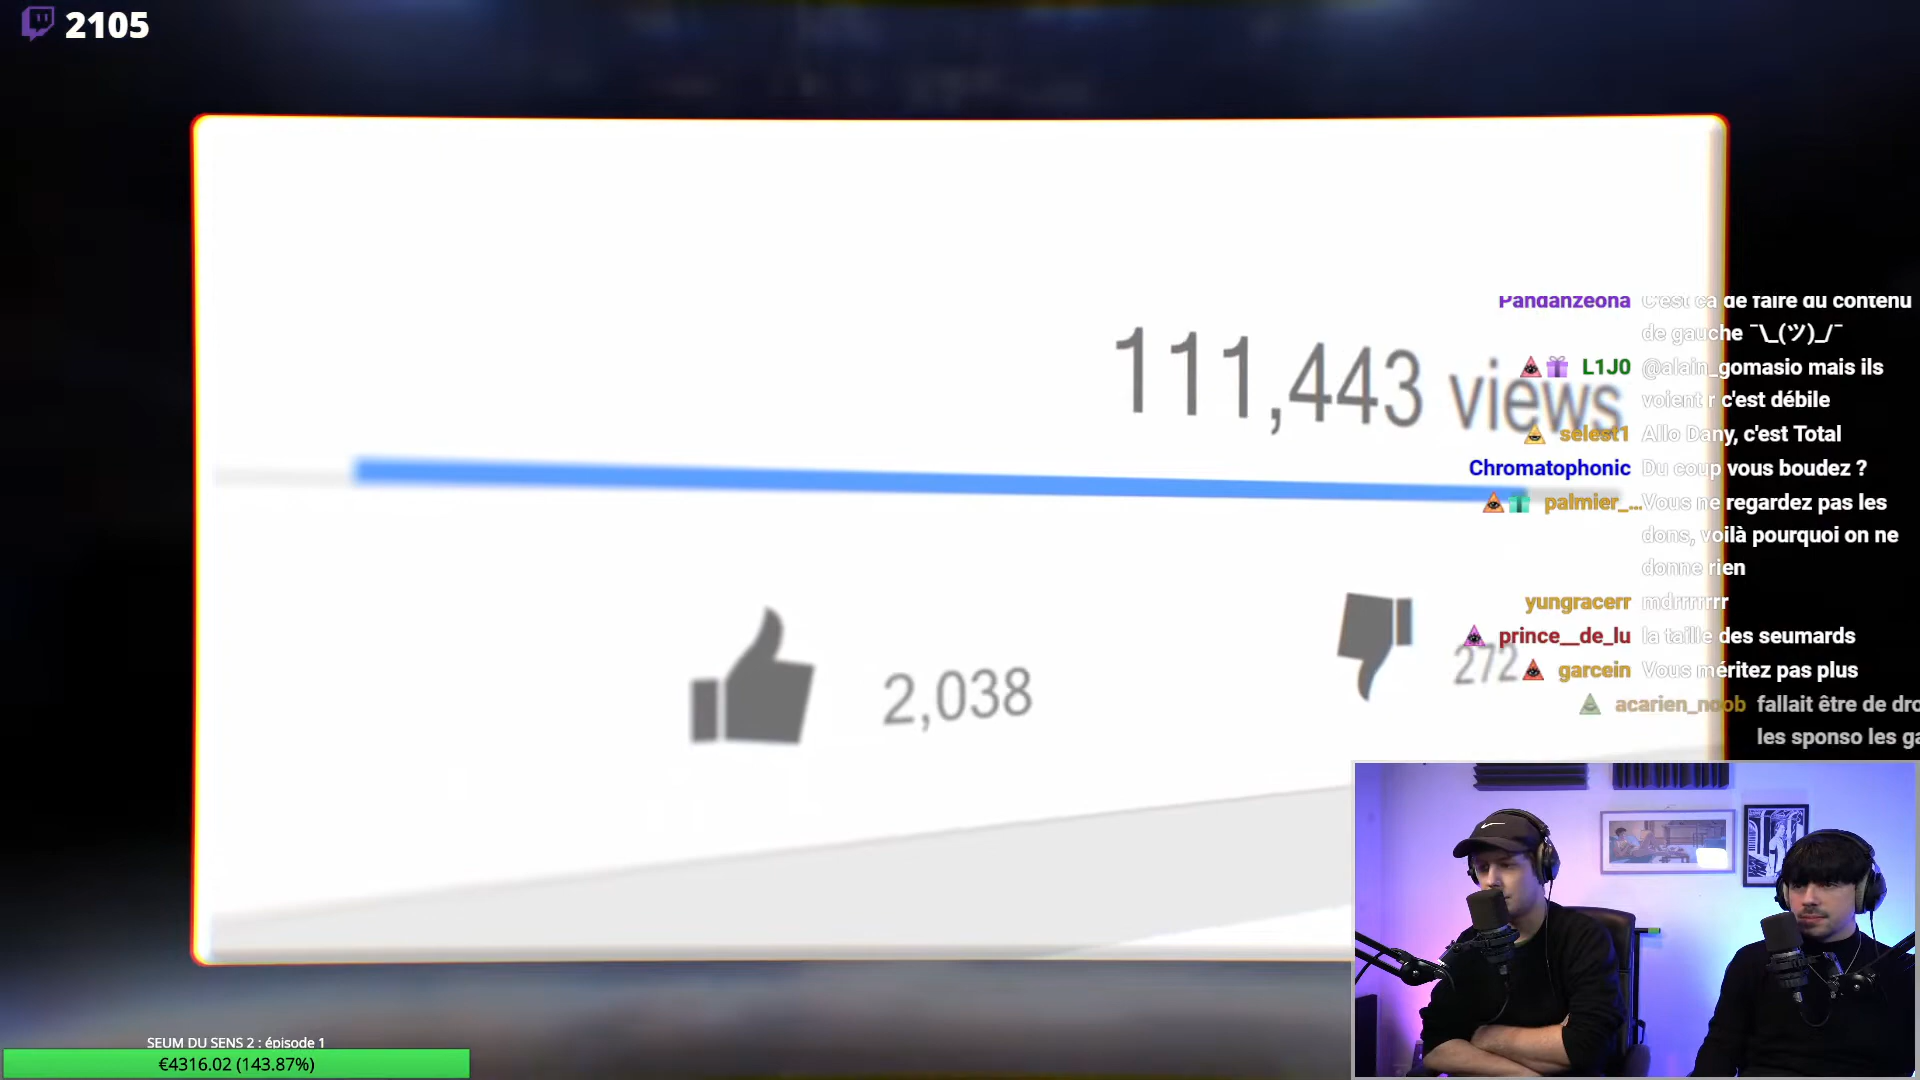 2105
111,443 views
2,038
272
Pandanzeona C'est ca de faire du contenu
de gauche ¯\_(ツ)_/¯
L1J0 @alain_gomasio mais ils
volent r c'est débile
selest1 Allo Dany, c'est Total
Chromatophonic Du coup vous boudez ?
palmier_... Vous ne regardez pas les
dons, voilà pourquoi on ne
donne rien
yungracerr mdrrrrrrr
prince__de_lu la taille des seumards
garcein Vous méritez pas plus
acarien_noob fallait être de dro
les sponso les ga
SEUM DU SENS 2 : épisode 1
€4316.02 (143.87%)